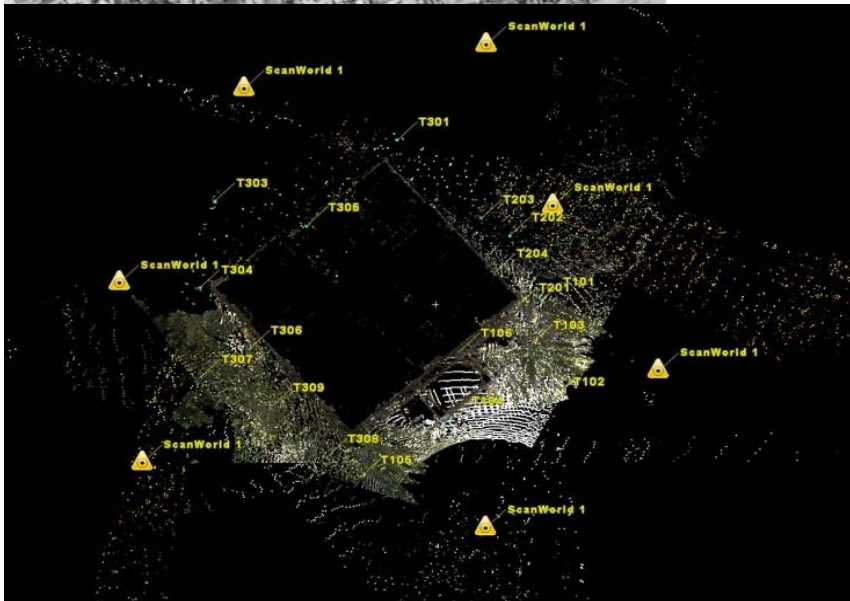 ScanWorld 1
ScanWorld 1
T301
T303
T305
T203
ScanWorld 1
T202
T204
ScanWorld 1
T304
T101
T201
T103
T306
T106
T307
ScanWorld 1
T102
T309
T308
ScanWorld 1
T105
ScanWorld 1